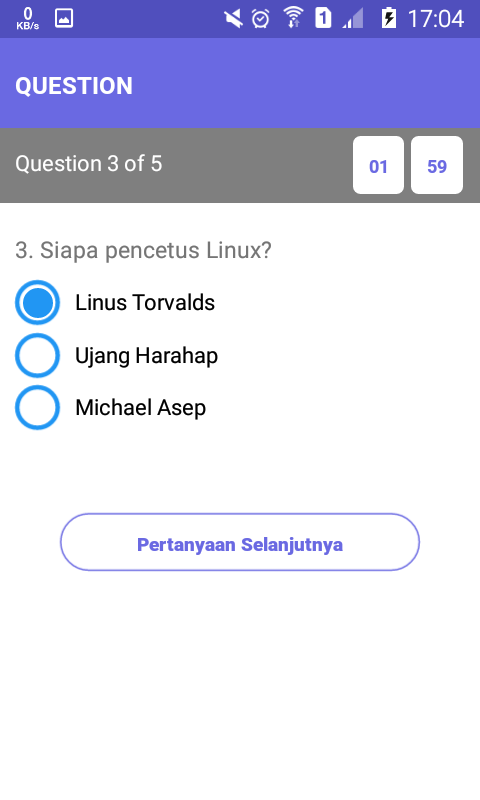 0
KB/s
1
17:04
QUESTION
Question 3 of 5
01 59
3. Siapa pencetus Linux?
Linus Torvalds
Ujang Harahap
Michael Asep
Pertanyaan Selanjutnya